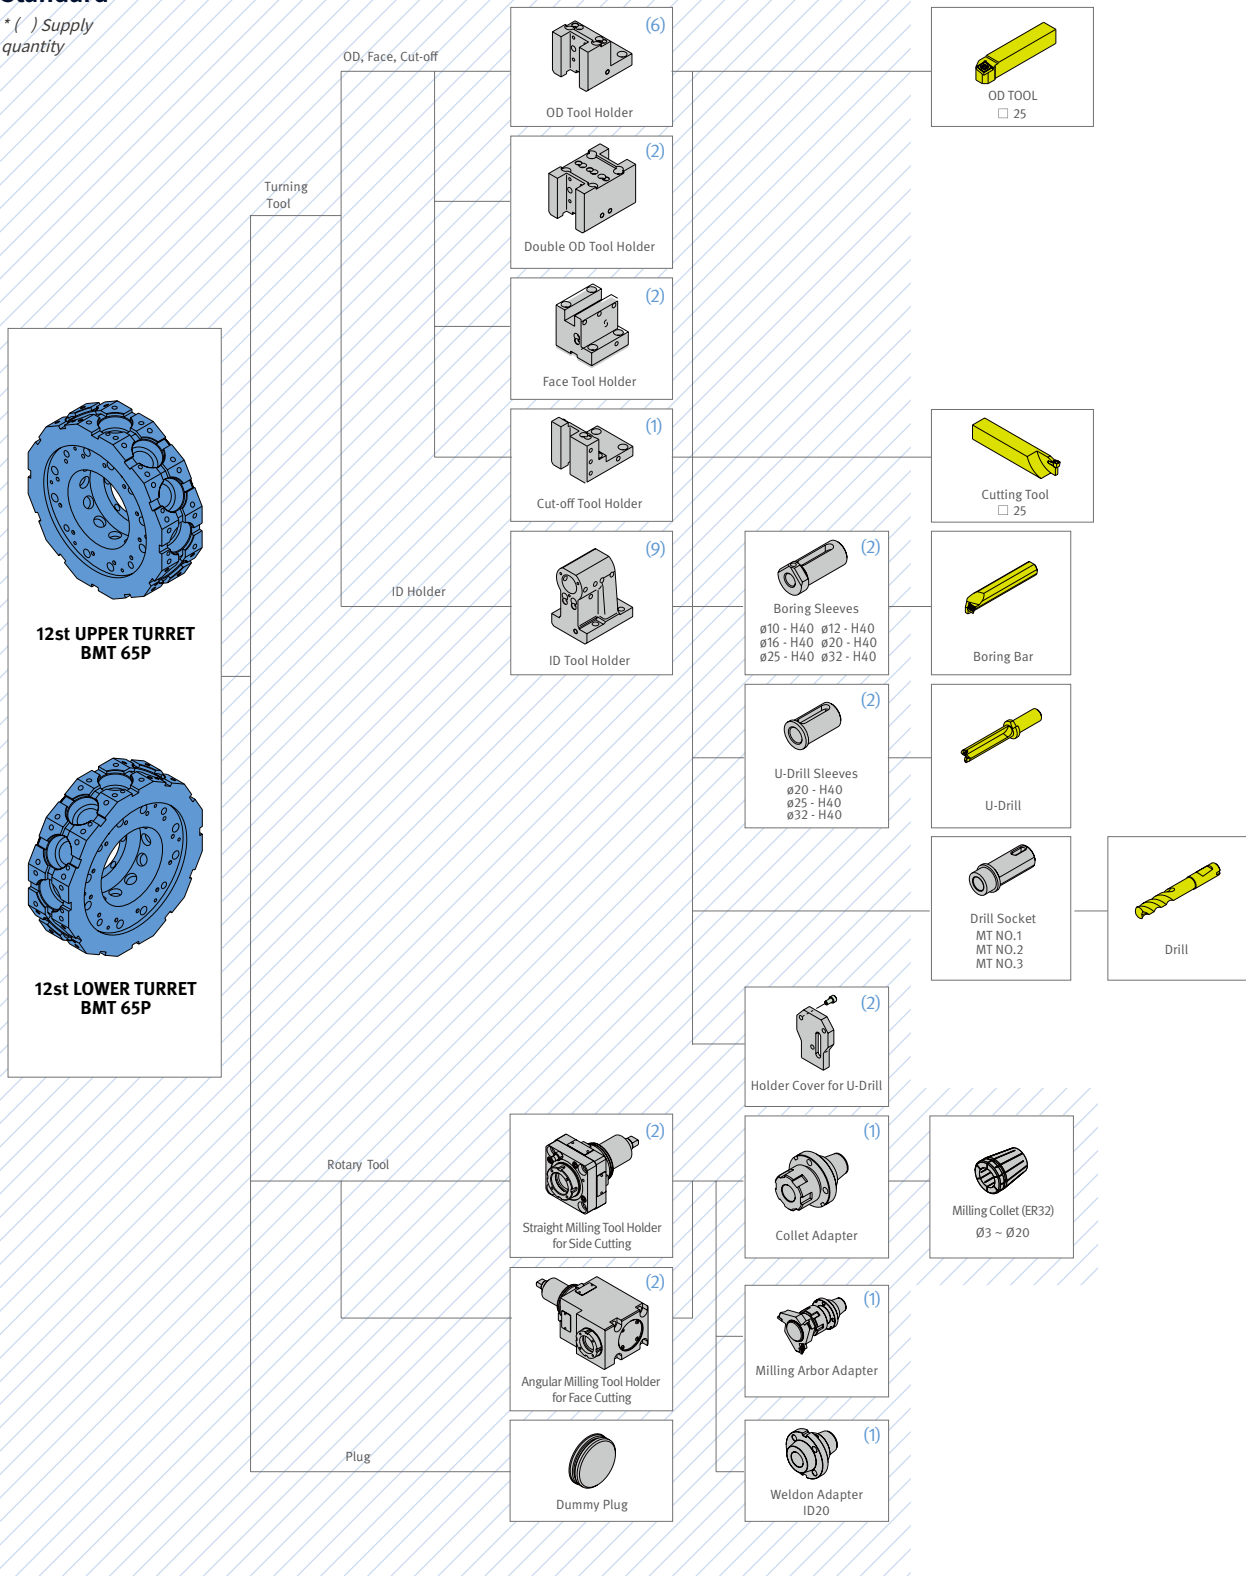 * ( ) Supply
quantity
OD, Face, Cut-off
(6)
OD Tool Holder
OD TOOL
□ 25
(2)
Double OD Tool Holder
Turning
Tool
(2)
Face Tool Holder
(1)
Cut-off Tool Holder
Cutting Tool
□ 25
12st UPPER TURRET
BMT 65P
ID Holder
(9)
ID Tool Holder
(2)
Boring Sleeves
ø10 - H40 ø12 - H40
ø16 - H40 ø20 - H40
ø25 - H40 ø32 - H40
Boring Bar
(2)
U-Drill Sleeves
ø20 - H40
ø25 - H40
ø32 - H40
U-Drill
12st LOWER TURRET
BMT 65P
Drill Socket
MT NO.1
MT NO.2
MT NO.3
Drill
(2)
Holder Cover for U-Drill
Rotary Tool
(2)
Straight Milling Tool Holder
for Side Cutting
(1)
Collet Adapter
Milling Collet (ER32)
Ø3 ~ Ø20
(2)
Angular Milling Tool Holder
for Face Cutting
(1)
Milling Arbor Adapter
Plug
Dummy Plug
(1)
Weldon Adapter
ID20